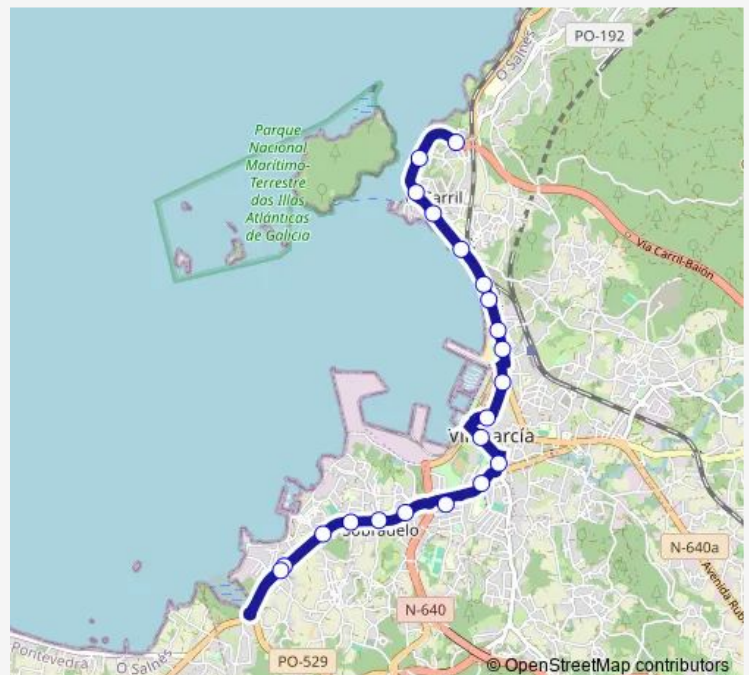 PO-192
O Salnés
Parque
Nacional
Marítimo-
Terrestre
das Illas
Atlánticas
de Galicia
Carril
Vía Carril-Baión
Vilagarcía
Sobradelo
N-640a
N-640
PO-529
Pontevedra
O Salnés
© OpenStreetMap contributors